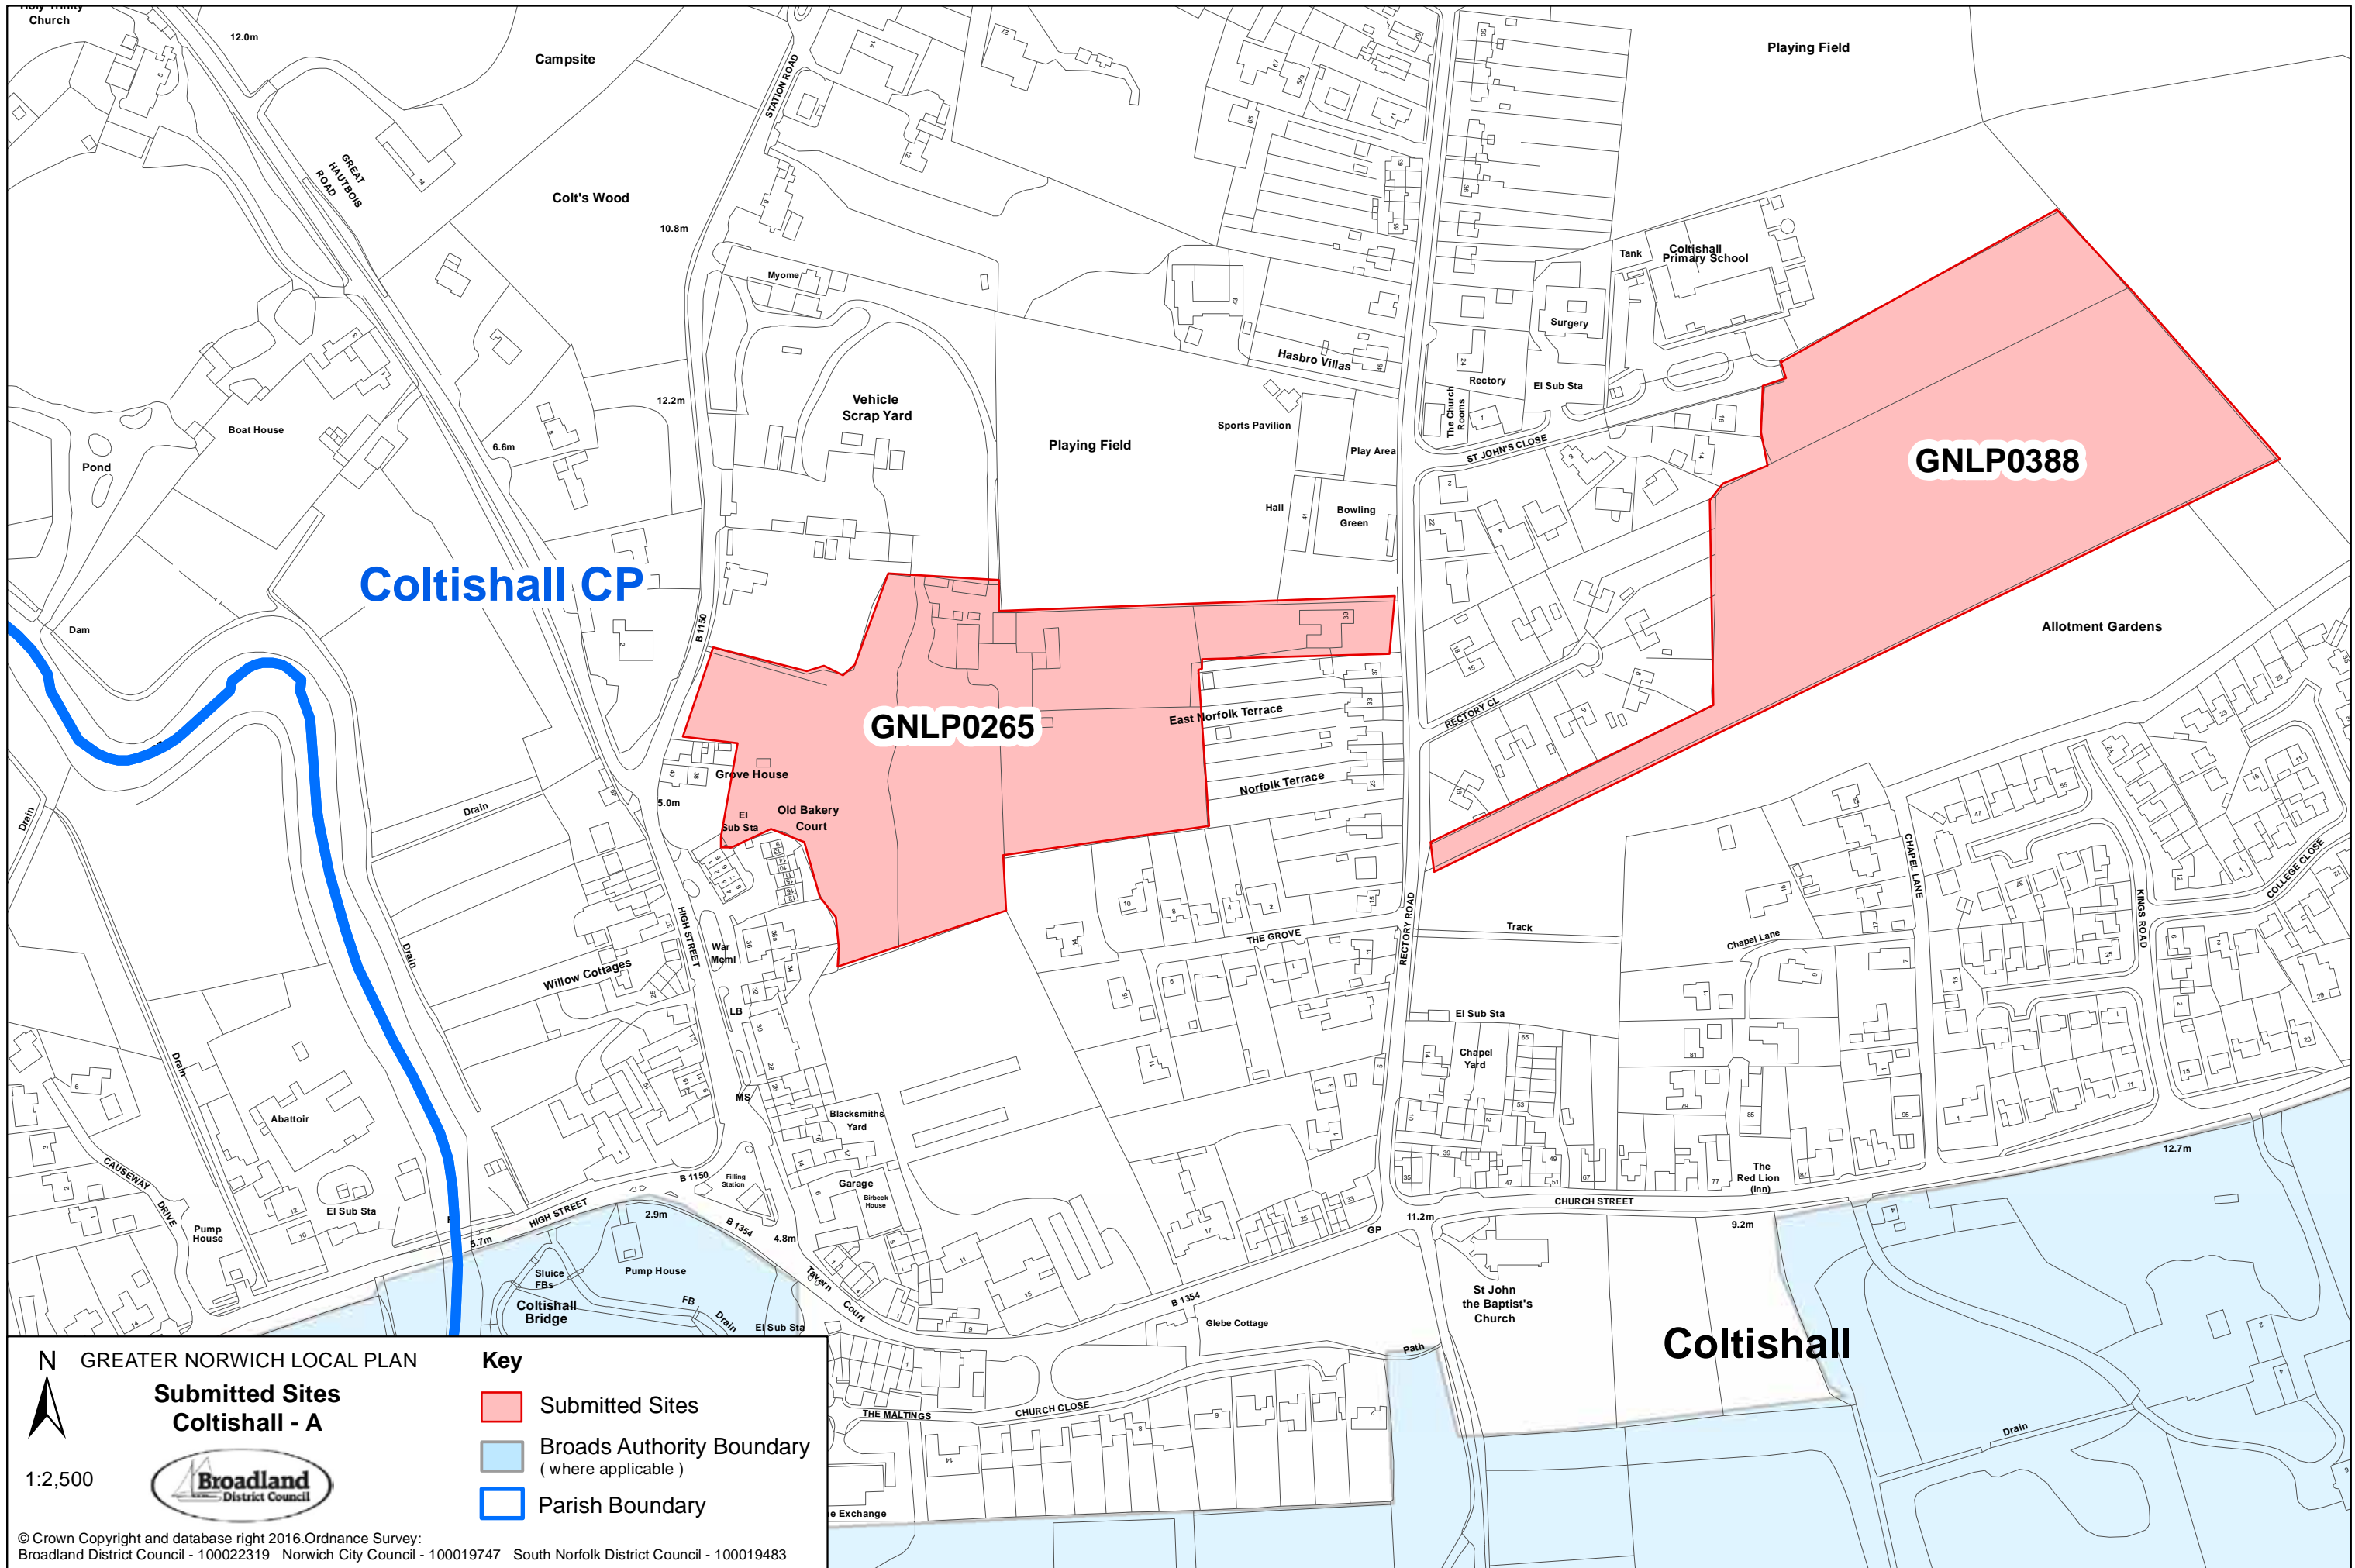 Holy Trinity
Church
12.0m
Campsite
STATION ROAD
Playing Field
GREAT
HAUTBOIS
ROAD
Colt's Wood
10.8m
Myome
Tank
Coltishall
Primary School
Surgery
Hasbro Villas
Rectory
El Sub Sta
The Church
Rooms
Vehicle
Scrap Yard
12.2m
Boat House
6.6m
Pond
Playing Field
Sports Pavilion
Play Area
ST JOHN'S CLOSE
GNLP0388
Hall
41
Bowling
Green
Coltishall CP
B 1150
Dam
Allotment Gardens
GNLP0265
East Norfolk Terrace
RECTORY CL
Norfolk Terrace
Grove House
5.0m
El
Sub Sta
Old Bakery
Court
Drain
Drain
Drain
Drain
HIGH STREET
War
Meml
Willow Cottages
LB
MS
THE GROVE
RECTORY ROAD
Track
Chapel Lane
CHAPEL LANE
KINGS ROAD
COLLEGE CLOSE
El Sub Sta
Chapel
Yard
Abattoir
Blacksmiths
Yard
CAUSEWAY
DRIVE
Pump
House
El Sub Sta
HIGH STREET
B 1150
Filling
Station
Garage
Birbeck
House
2.9m
5.7m
B 1354
4.8m
Sluice
FBs
Pump House
Coltishall
Bridge
FB
Drain
El Sub Sta
Tavern
Court
The
Red Lion
(Inn)
CHURCH STREET
12.7m
11.2m
9.2m
GP
B 1354
Glebe Cottage
St John
the Baptist's
Church
Path
Coltishall
THE MALTINGS
CHURCH CLOSE
Drain
e Exchange
N
GREATER NORWICH LOCAL PLAN
Submitted Sites
Coltishall - A
1:2,500
Broadland
District Council
Key
Submitted Sites
Broads Authority Boundary
( where applicable )
Parish Boundary
© Crown Copyright and database right 2016.Ordnance Survey:
Broadland District Council - 100022319 Norwich City Council - 100019747 South Norfolk District Council - 100019483